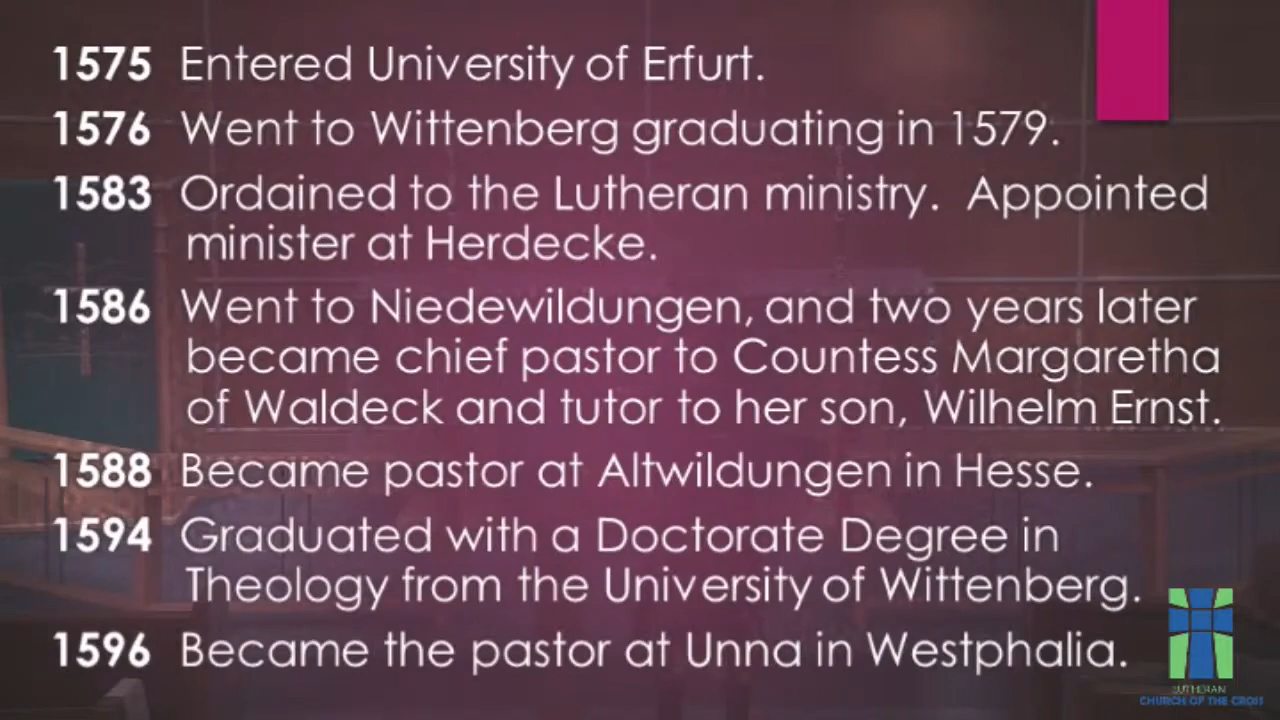 1575 Entered University of Erfurt.
1576 Went to Wittenberg graduating in 1579.
1583 Ordained to the Lutheran ministry. Appointed
minister at Herdecke.
1586 Went to Niedewildungen, and two years later
became chief pastor to Countess Margaretha
of Waldeck and tutor to her son, Wilhelm Ernst.
1588 Became pastor at Altwildungen in Hesse.
1594 Graduated with a Doctorate Degree in
Theology from the University of Wittenberg.
1596 Became the pastor at Unna in Westphalia.
LUTHERAN
CHURCH OF THE CROSS